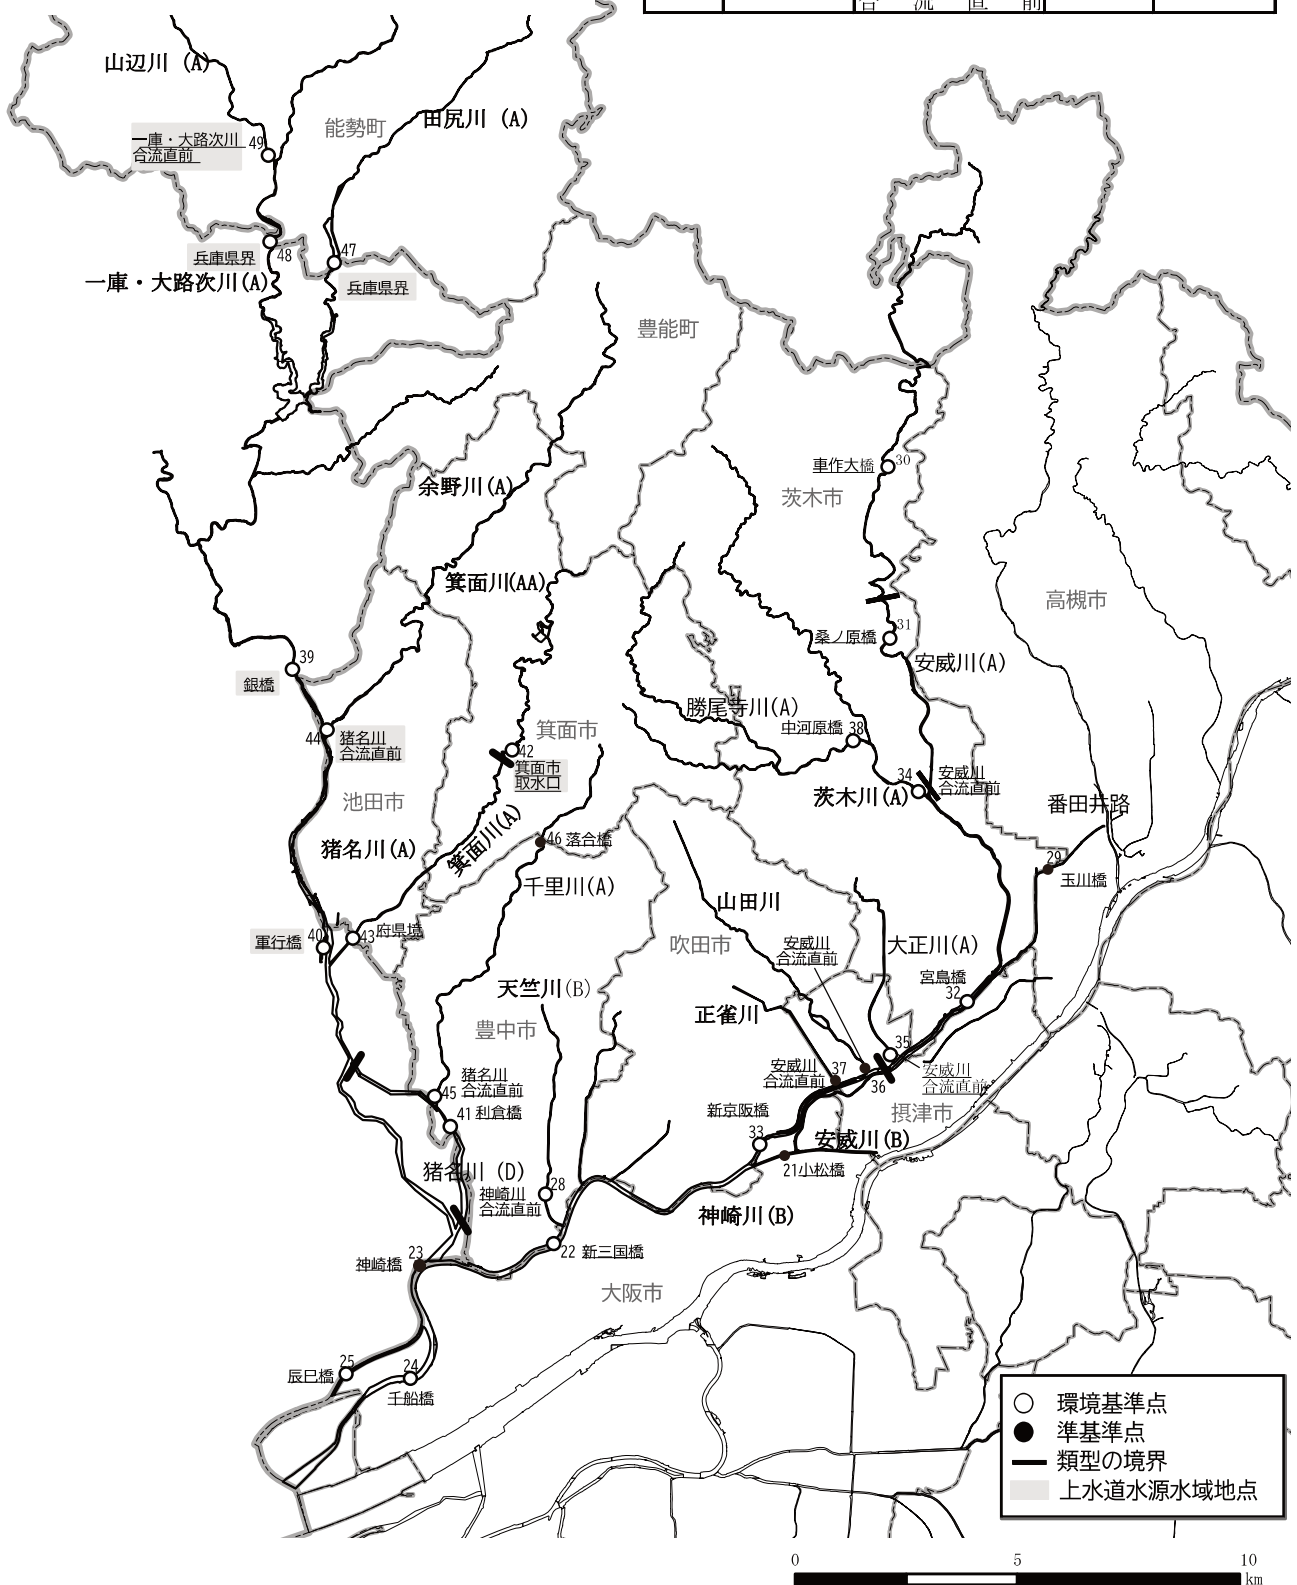 合流直前
山辺川 (A)
田尻川 (A)
能勢町
一庫・大路次川
合流直前
49
兵庫県界
48
47
兵庫県界
一庫・大路次川(A)
豊能町
余野川(A)
車作大橋
30
茨木市
箕面川(AA)
高槻市
31
桑ノ原橋
安威川(A)
39
銀橋
44
猪名川
合流直前
勝尾寺川(A)
中河原橋
38
箕面市
42
箕面市
取水口
34
安威川
合流直前
池田市
茨木川(A)
番田井路
猪名川(A)
箕面川(A)
46 落合橋
29
玉川橋
千里川(A)
山田川
吹田市
安威川
合流直前
大正川(A)
軍行橋
40
43
府県境
宮鳥橋
32
天竺川(B)
正雀川
豊中市
35
安威川
合流直前
安威川
合流直前
37
36
猪名川
合流直前
45
41 利倉橋
新京阪橋
摂津市
33
安威川(B)
21小松橋
猪名川 (D)
神崎川
合流直前
28
神崎川(B)
22 新三国橋
神崎橋
23
大阪市
25
辰巳橋
24
千船橋
環境基準点
準基準点
類型の境界
上水道水源水域地点
0 5 10
km